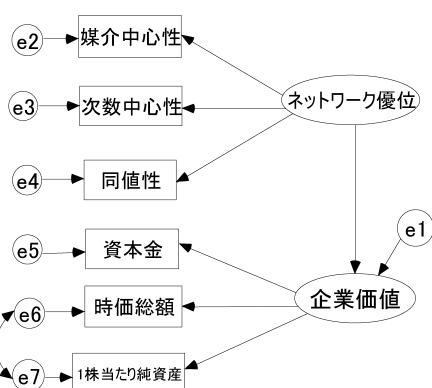 e2
媒介中心性
e3
次数中心性
ネットワーク優位
e4
同値性
e1
e5
資本金
企業価値
e6
時価総額
e7
1株当たり純資産